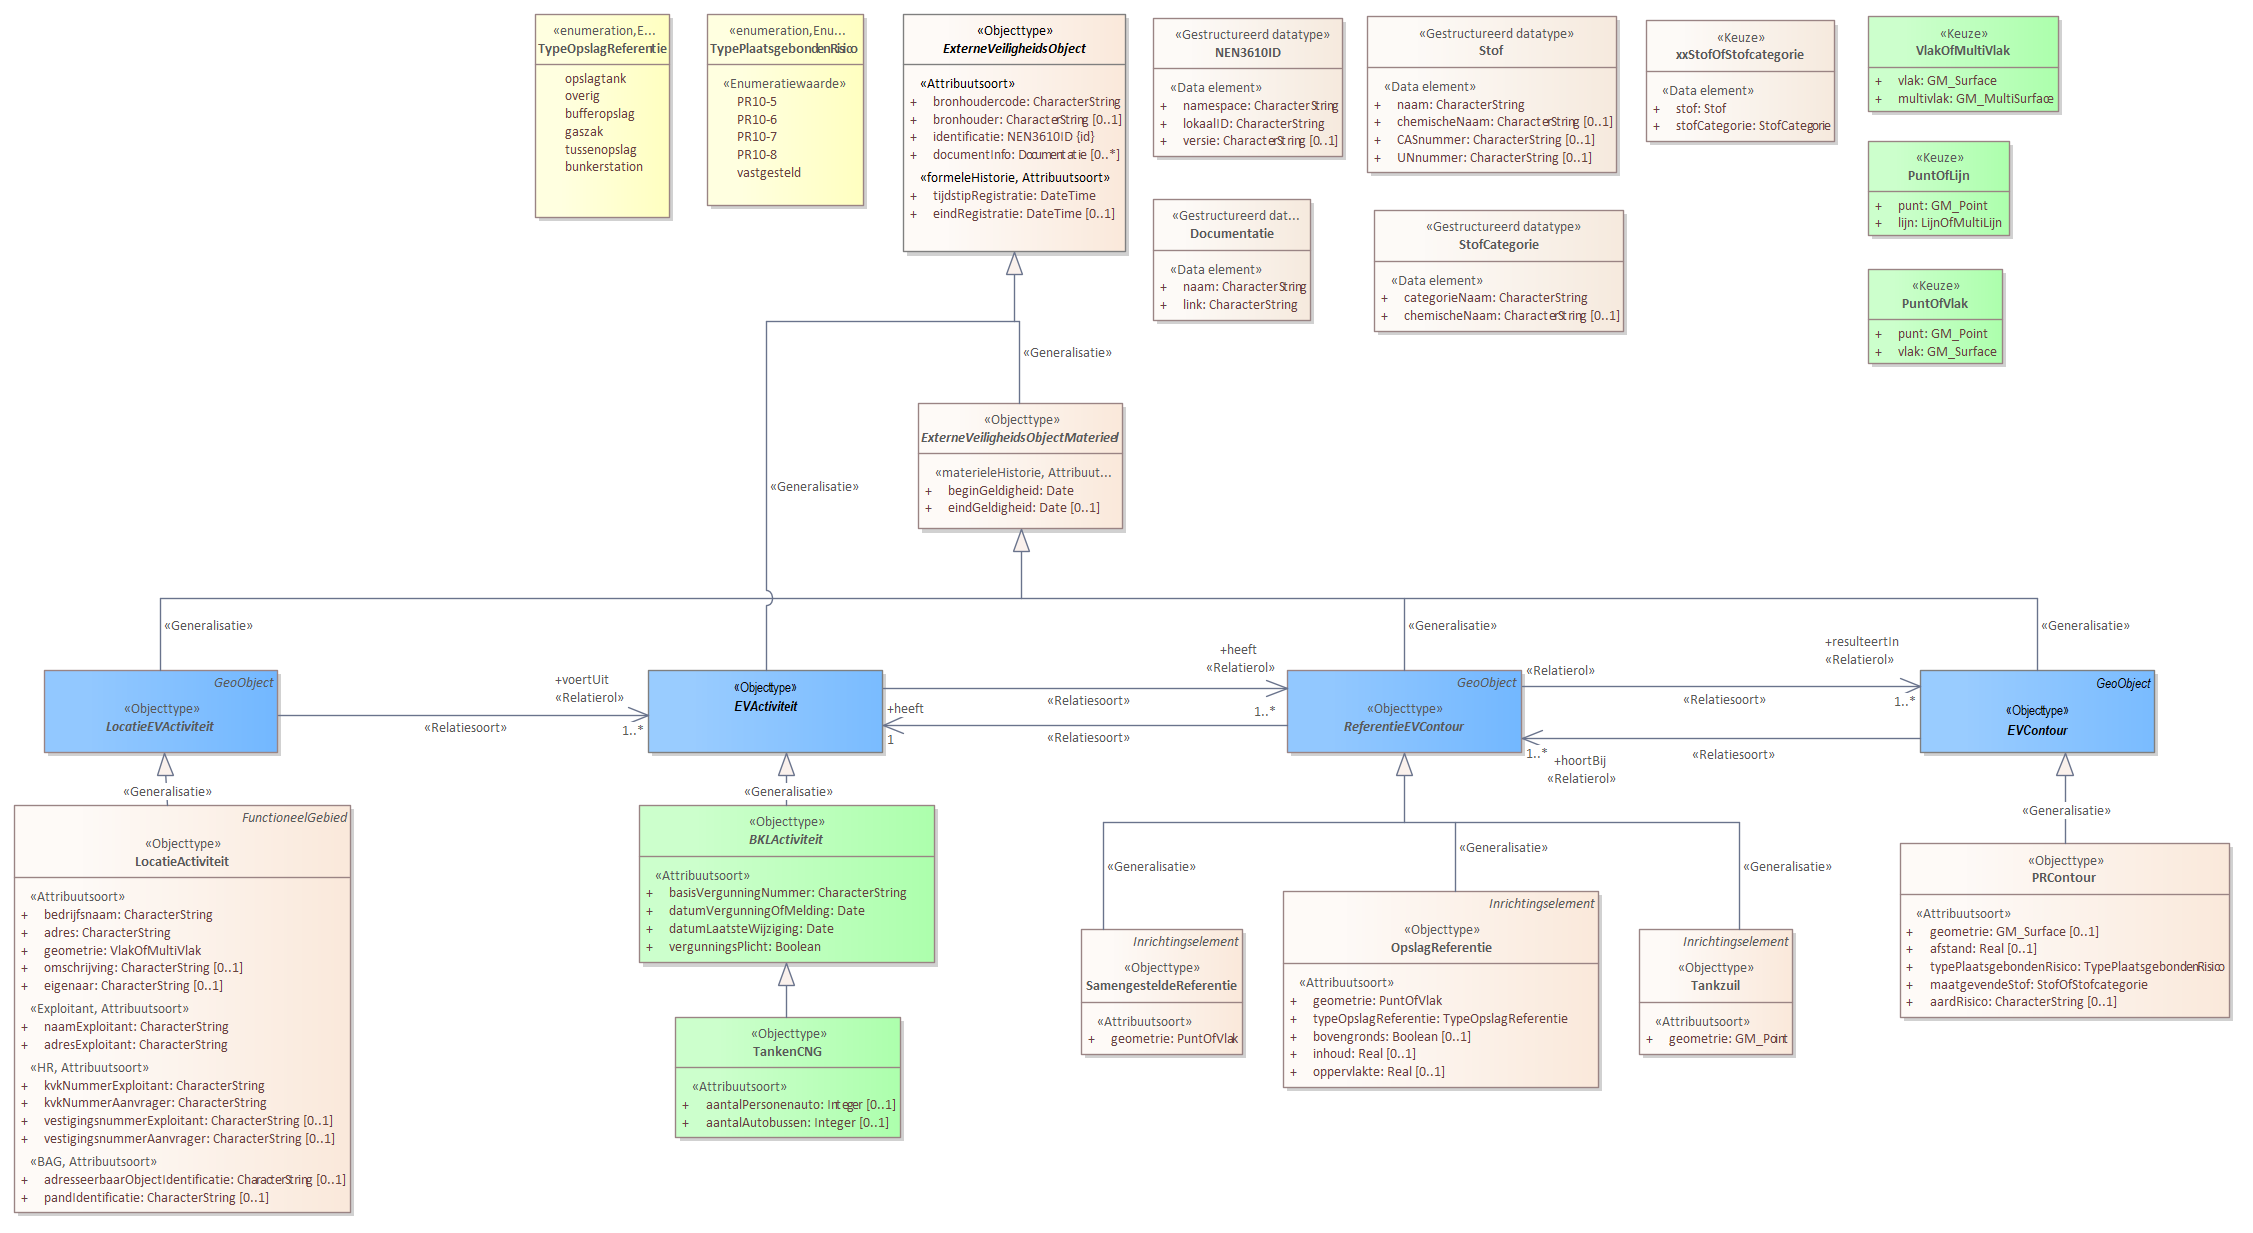 «enumeration,E...
TypeOpslagReferentie
opslagtank
overig
bufferopslag
gaszak
tussenopslag
bunkerstation
«enumeration,Enu...
TypePlaatsgebondenRisico
«Enumeratiewaarde»
PR10-5
PR10-6
PR10-7
PR10-8
vastgesteld
«Objecttype»
ExterneVeiligheidsObject
«Attribuutsoort»
+ bronhoudercode: CharacterString
+ bronhouder: CharacterString [0..1]
+ identificatie: NEN3610ID {id}
+ documentInfo: Documentatie [0..*]
«formeleHistorie, Attribuutsoort»
+ tijdstipRegistratie: DateTime
+ eindRegistratie: DateTime [0..1]
«Gestructureerd datatype»
NEN3610ID
«Data element»
+ namespace: CharacterString
+ lokaalID: CharacterString
+ versie: CharacterString [0..1]
«Gestructureerd datatype»
Stof
«Data element»
+ naam: CharacterString
+ chemischeNaam: CharacterString [0..1]
+ CASnummer: CharacterString [0..1]
+ UNnummer: CharacterString [0..1]
«Keuze»
xxStofOfStofcategorie
«Data element»
+ stof: Stof
+ stofCategorie: StofCategorie
«Keuze»
VlakOfMultiVlak
+ vlak: GM_Surface
+ multivlak: GM_MultiSurface
«Keuze»
PuntOfLijn
+ punt: GM_Point
+ lijn: LijnOfMultiLijn
«Gestructureerd dat...
Documentatie
«Data element»
+ naam: CharacterString
+ link: CharacterString
«Gestructureerd datatype»
StofCategorie
«Data element»
+ categorieNaam: CharacterString
+ chemischeNaam: CharacterString [0..1]
«Keuze»
PuntOfVlak
+ punt: GM_Point
+ vlak: GM_Surface
«Generalisatie»
«Objecttype»
ExterneVeiligheidsObjectMaterieel
«materieleHistorie, Attribuut...
+ beginGeldigheid: Date
+ eindGeldigheid: Date [0..1]
«Generalisatie»
«Generalisatie»
«Generalisatie»
«Generalisatie»
GeoObject
«Objecttype»
LocatieEVActiviteit
+voertUit
«Relatierol»
«Relatiesoort»
1..*
«Objecttype»
EVActiviteit
+heeft
«Relatierol»
«Relatiesoort»
1..*
+heeft
1
«Relatiesoort»
GeoObject
«Objecttype»
ReferentieEVContour
«Relatierol»
+resulteertIn
«Relatierol»
«Relatiesoort»
1..*
1..*
+hoortBij
«Relatierol»
«Relatiesoort»
GeoObject
«Objecttype»
EVContour
«Generalisatie»
FunctioneelGebied
«Objecttype»
LocatieActiviteit
«Attribuutsoort»
+ bedrijfsnaam: CharacterString
+ adres: CharacterString
+ geometrie: VlakOfMultiVlak
+ omschrijving: CharacterString [0..1]
+ eigenaar: CharacterString [0..1]
«Exploitant, Attribuutsoort»
+ naamExploitant: CharacterString
+ adresExploitant: CharacterString
«HR, Attribuutsoort»
+ kvkNummerExploitant: CharacterString
+ kvkNummerAanvrager: CharacterString
+ vestigingsnummerExploitant: CharacterString [0..1]
+ vestigingsnummerAanvrager: CharacterString [0..1]
«BAG, Attribuutsoort»
+ adresseerbaarObjectIdentificatie: CharacterString [0..1]
+ pandIdentificatie: CharacterString [0..1]
«Generalisatie»
«Objecttype»
BKLActiviteit
«Attribuutsoort»
+ basisVergunningNummer: CharacterString
+ datumVergunningOfMelding: Date
+ datumLaatsteWijziging: Date
+ vergunningsPlicht: Boolean
«Objecttype»
TankenCNG
«Attribuutsoort»
+ aantalPersonenauto: Integer [0..1]
+ aantalAutobussen: Integer [0..1]
«Generalisatie»
«Generalisatie»
«Generalisatie»
Inrichtingselement
«Objecttype»
SamengesteldeReferentie
«Attribuutsoort»
+ geometrie: PuntOfVlak
Inrichtingselement
«Objecttype»
OpslagReferentie
«Attribuutsoort»
+ geometrie: PuntOfVlak
+ typeOpslagReferentie: TypeOpslagReferentie
+ bovengronds: Boolean [0..1]
+ inhoud: Real [0..1]
+ oppervlakte: Real [0..1]
Inrichtingselement
«Objecttype»
Tankzuil
«Attribuutsoort»
+ geometrie: GM_Point
«Generalisatie»
«Objecttype»
PRContour
«Attribuutsoort»
+ geometrie: GM_Surface [0..1]
+ afstand: Real [0..1]
+ typePlaatsgebondenRisico: TypePlaatsgebondenRisico
+ maatgevendeStof: StofOfStofcategorie
+ aardRisico: CharacterString [0..1]